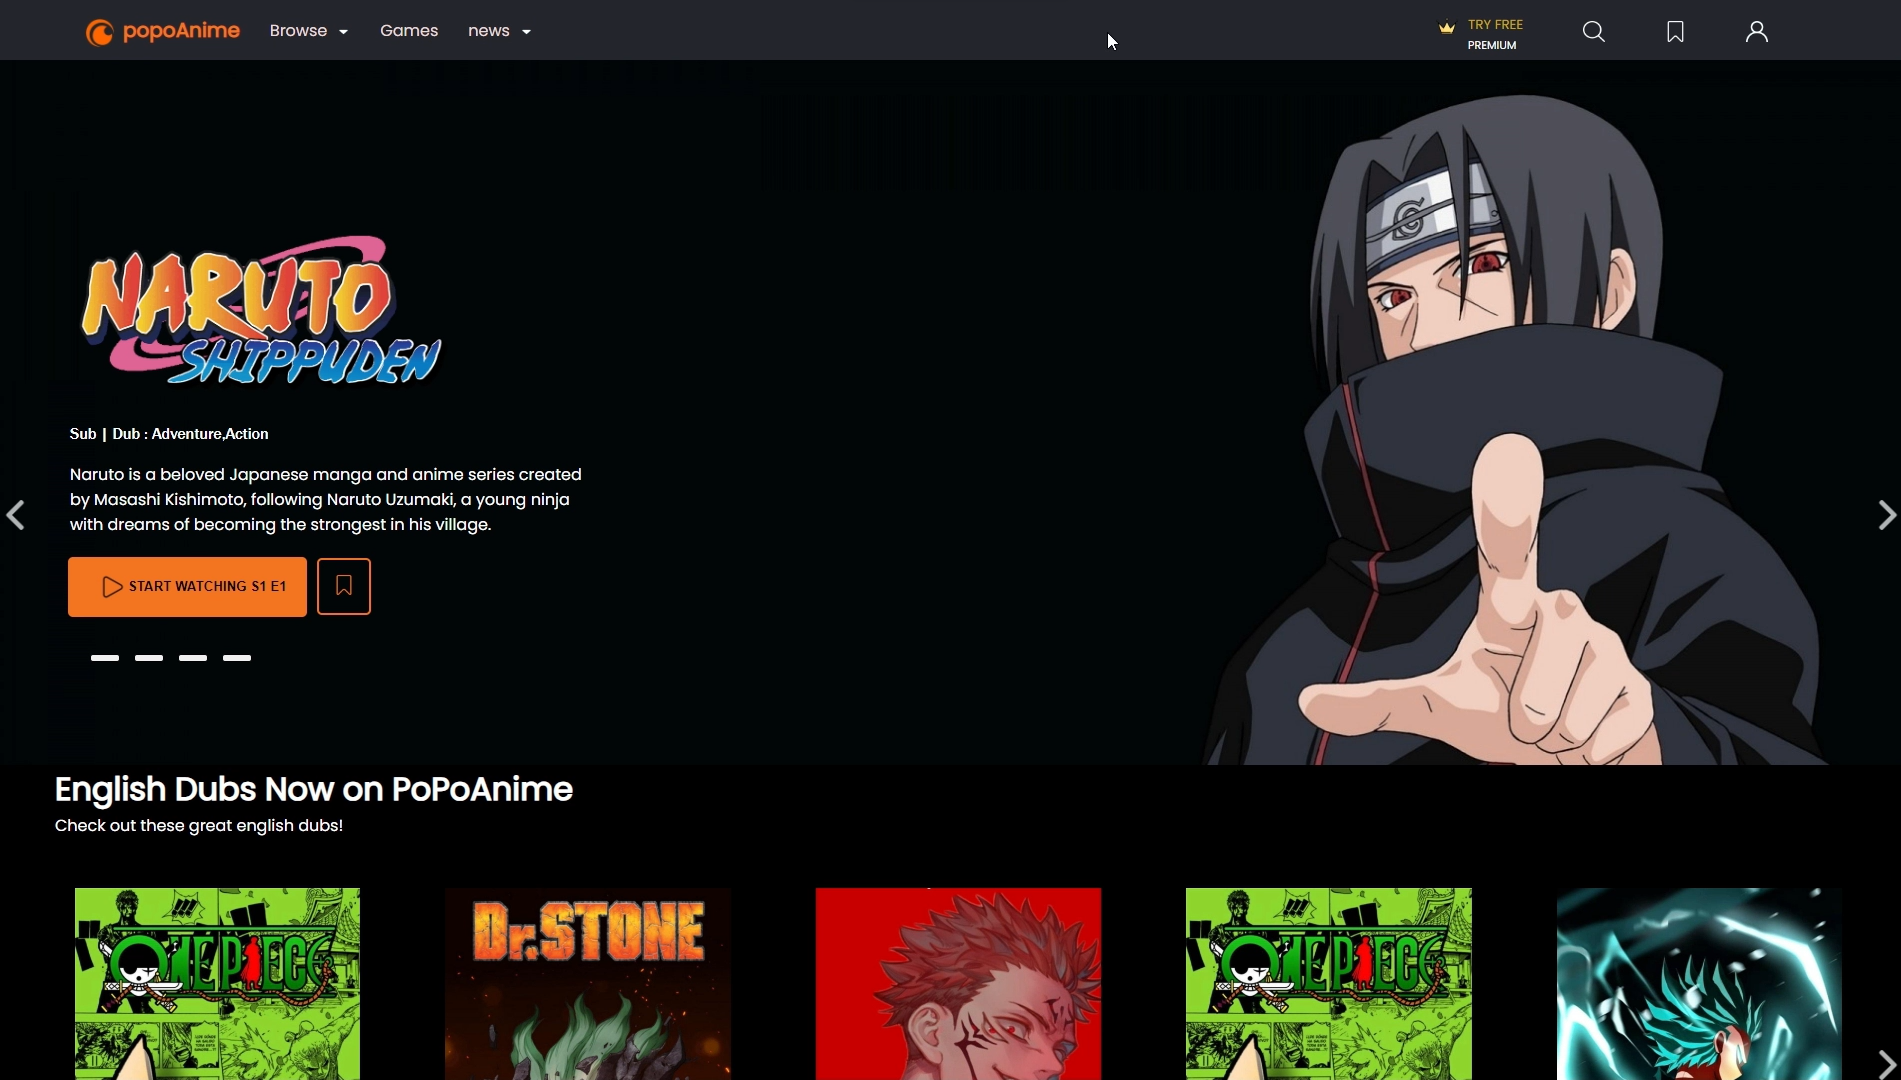 popoAnime
Browse
Games
news
TRY FREE
PREMIUM
NARUTO
SHIPPUDEN
Sub | Dub : Adventure,Action
Naruto is a beloved Japanese manga and anime series created
by Masashi Kishimoto, following Naruto Uzumaki, a young ninja
with dreams of becoming the strongest in his village.
START WATCHING S1 E1
English Dubs Now on PoPoAnime
Check out these great english dubs!
ONE PIECE
Dr.STONE
ONE PIECE